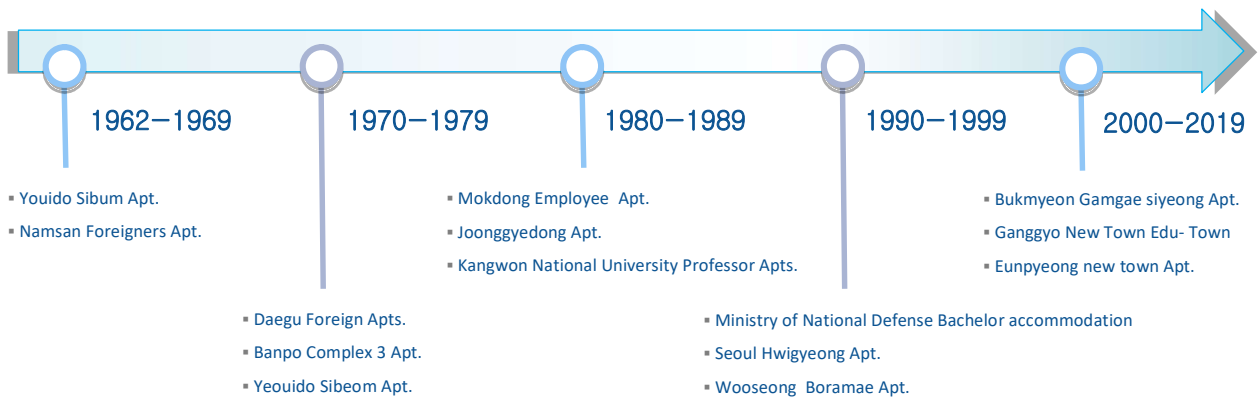 1962-1969
1970-1979
1980-1989
1990-1999
2000-2019
▪ Youido Sibum Apt.
▪ Namsan Foreigners Apt.
▪ Daegu Foreign Apts.
▪ Banpo Complex 3 Apt.
▪ Yeouido Sibeom Apt.
▪ Mokdong Employee Apt.
▪ Joonggyedong Apt.
▪ Kangwon National University Professor Apts.
▪ Ministry of National Defense Bachelor accommodation
▪ Seoul Hwigyeong Apt.
▪ Wooseong Boramae Apt.
▪ Bukmyeon Gamgae siyeong Apt.
▪ Ganggyo New Town Edu- Town
▪ Eunpyeong new town Apt.